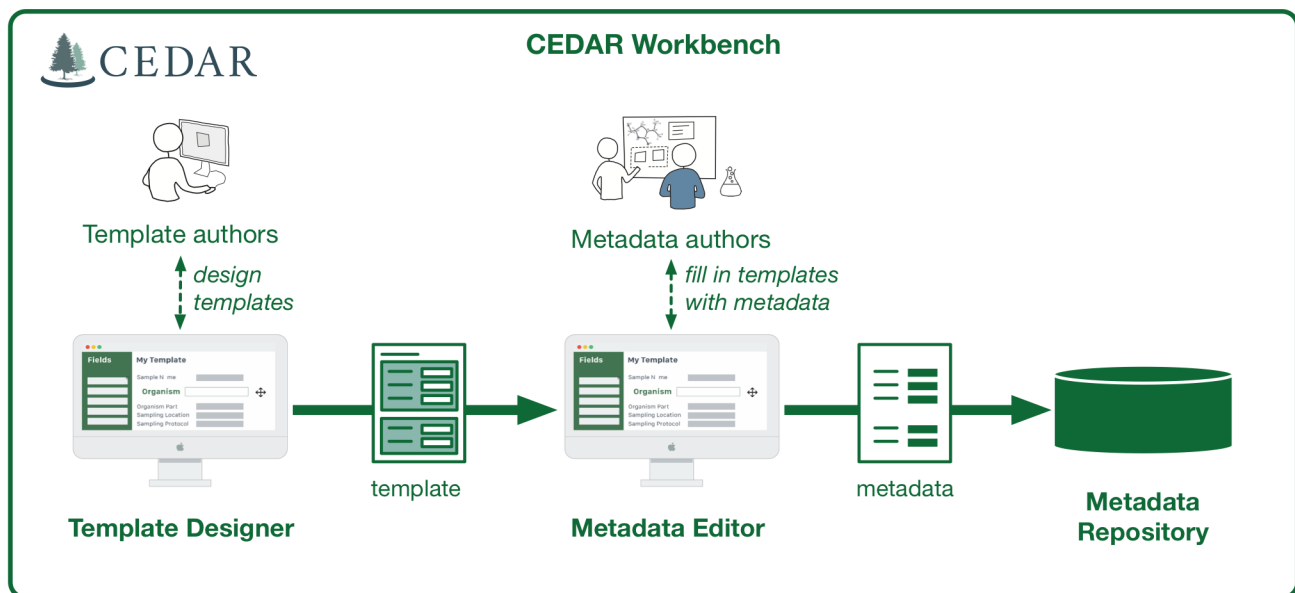 CEDAR Workbench
CEDAR
Template authors
Metadata authors
design
templates
fill in templates
with metadata
Fields
My Template
Sample N me
Organism
Organism Part
Sampling Location
Sampling Protocol
Fields
My Template
Sample N me
Organism
Organism Part
Sampling Location
Sampling Protocol
template
metadata
Template Designer
Metadata Editor
Metadata
Repository